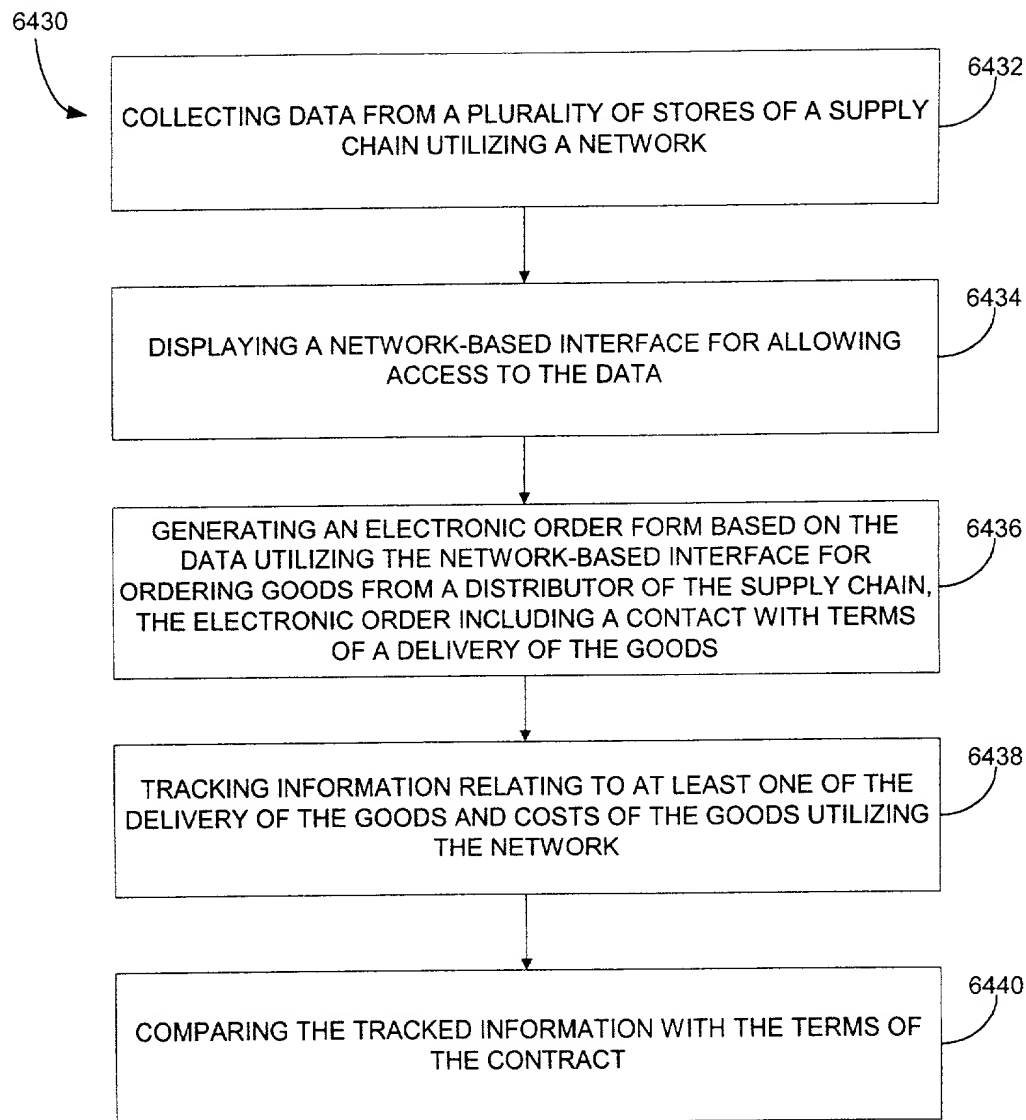 6430
6432
COLLECTING DATA FROM A PLURALITY OF STORES OF A SUPPLY
CHAIN UTILIZING A NETWORK
6434
DISPLAYING A NETWORK-BASED INTERFACE FOR ALLOWING
ACCESS TO THE DATA
6436
GENERATING AN ELECTRONIC ORDER FORM BASED ON THE
DATA UTILIZING THE NETWORK-BASED INTERFACE FOR
ORDERING GOODS FROM A DISTRIBUTOR OF THE SUPPLY CHAIN,
THE ELECTRONIC ORDER INCLUDING A CONTACT WITH TERMS
OF A DELIVERY OF THE GOODS
6438
TRACKING INFORMATION RELATING TO AT LEAST ONE OF THE
DELIVERY OF THE GOODS AND COSTS OF THE GOODS UTILIZING
THE NETWORK
6440
COMPARING THE TRACKED INFORMATION WITH THE TERMS OF
THE CONTRACT